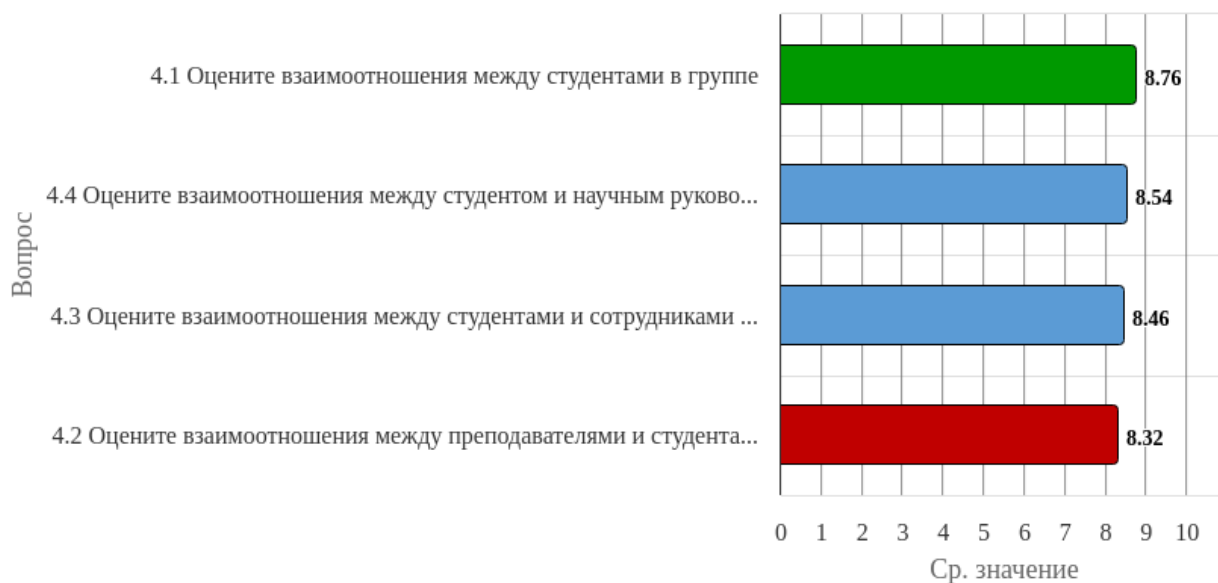 4.1 Оцените взаимоотношения между студентами в группе
8.76
4.4 Оцените взаимоотношения между студентом и научным руково...
8.54
Вопрос
4.3 Оцените взаимоотношения между студентами и сотрудниками ...
8.46
4.2 Оцените взаимоотношения между преподавателями и студента...
8.32
0 1 2 3 4 5 6 7 8 9 10
Ср. значение